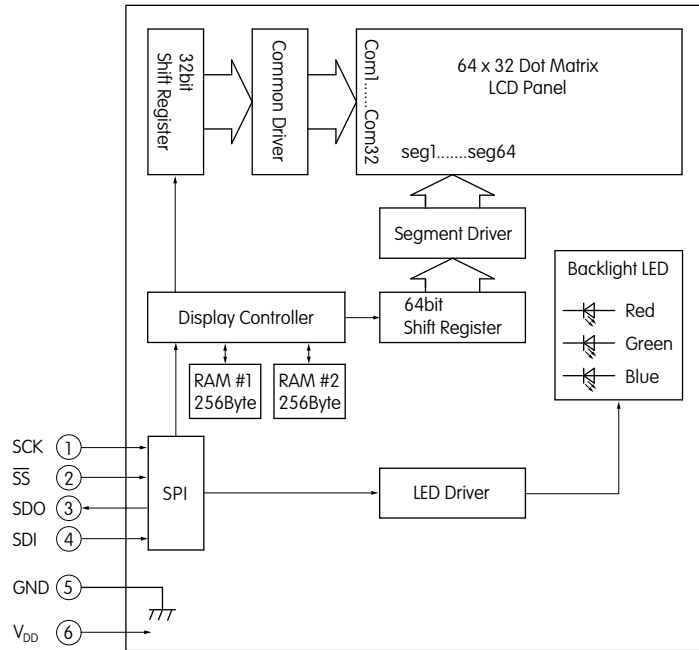 32bit
Shift Register
Common Driver
Com1......Com32
64 x 32 Dot Matrix
LCD Panel
seg1.......seg64
Segment Driver
Backlight LED
Red
Green
Blue
Display Controller
64bit
Shift Register
RAM #1
256Byte
RAM #2
256Byte
SCK 1
S̅S̅ 2
SDO 3
SDI 4
SPI
LED Driver
GND 5
VDD 6